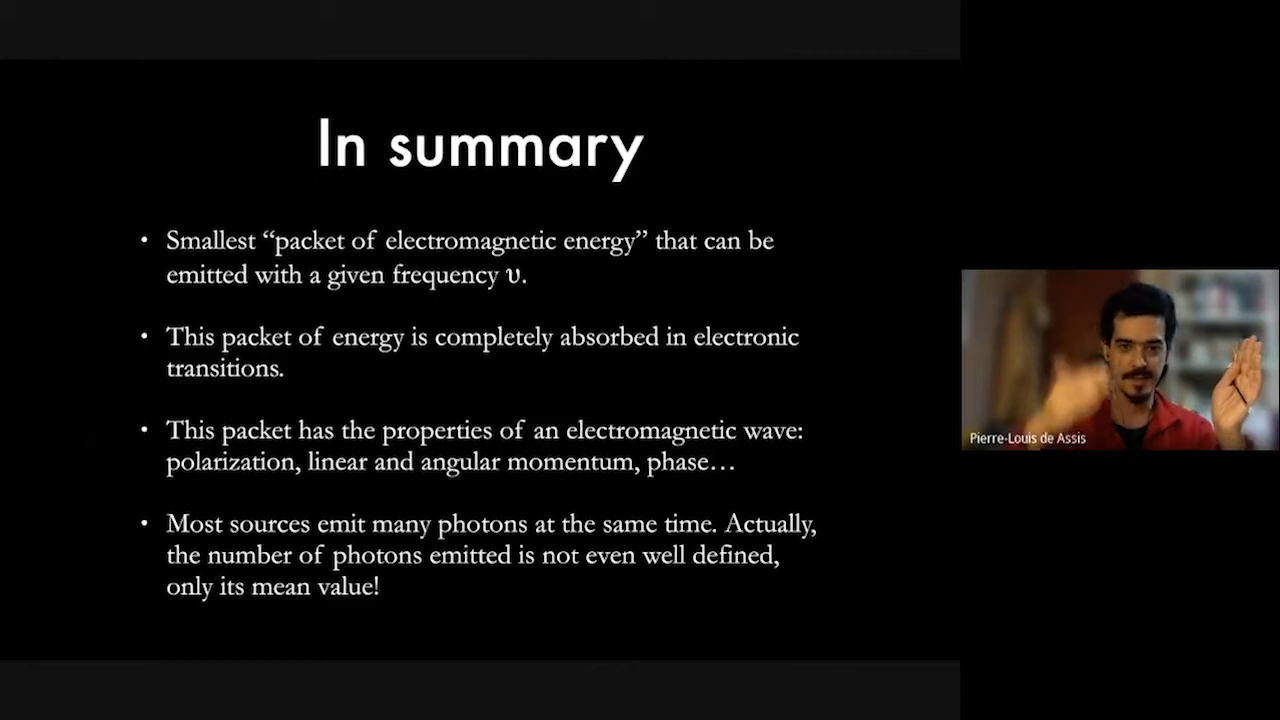 In summary
• Smallest “packet of electromagnetic energy” that can be
emitted with a given frequency υ.
• This packet of energy is completely absorbed in electronic
transitions.
• This packet has the properties of an electromagnetic wave:
polarization, linear and angular momentum, phase…
• Most sources emit many photons at the same time. Actually,
the number of photons emitted is not even well defined,
only its mean value!
Pierre-Louis de Assis